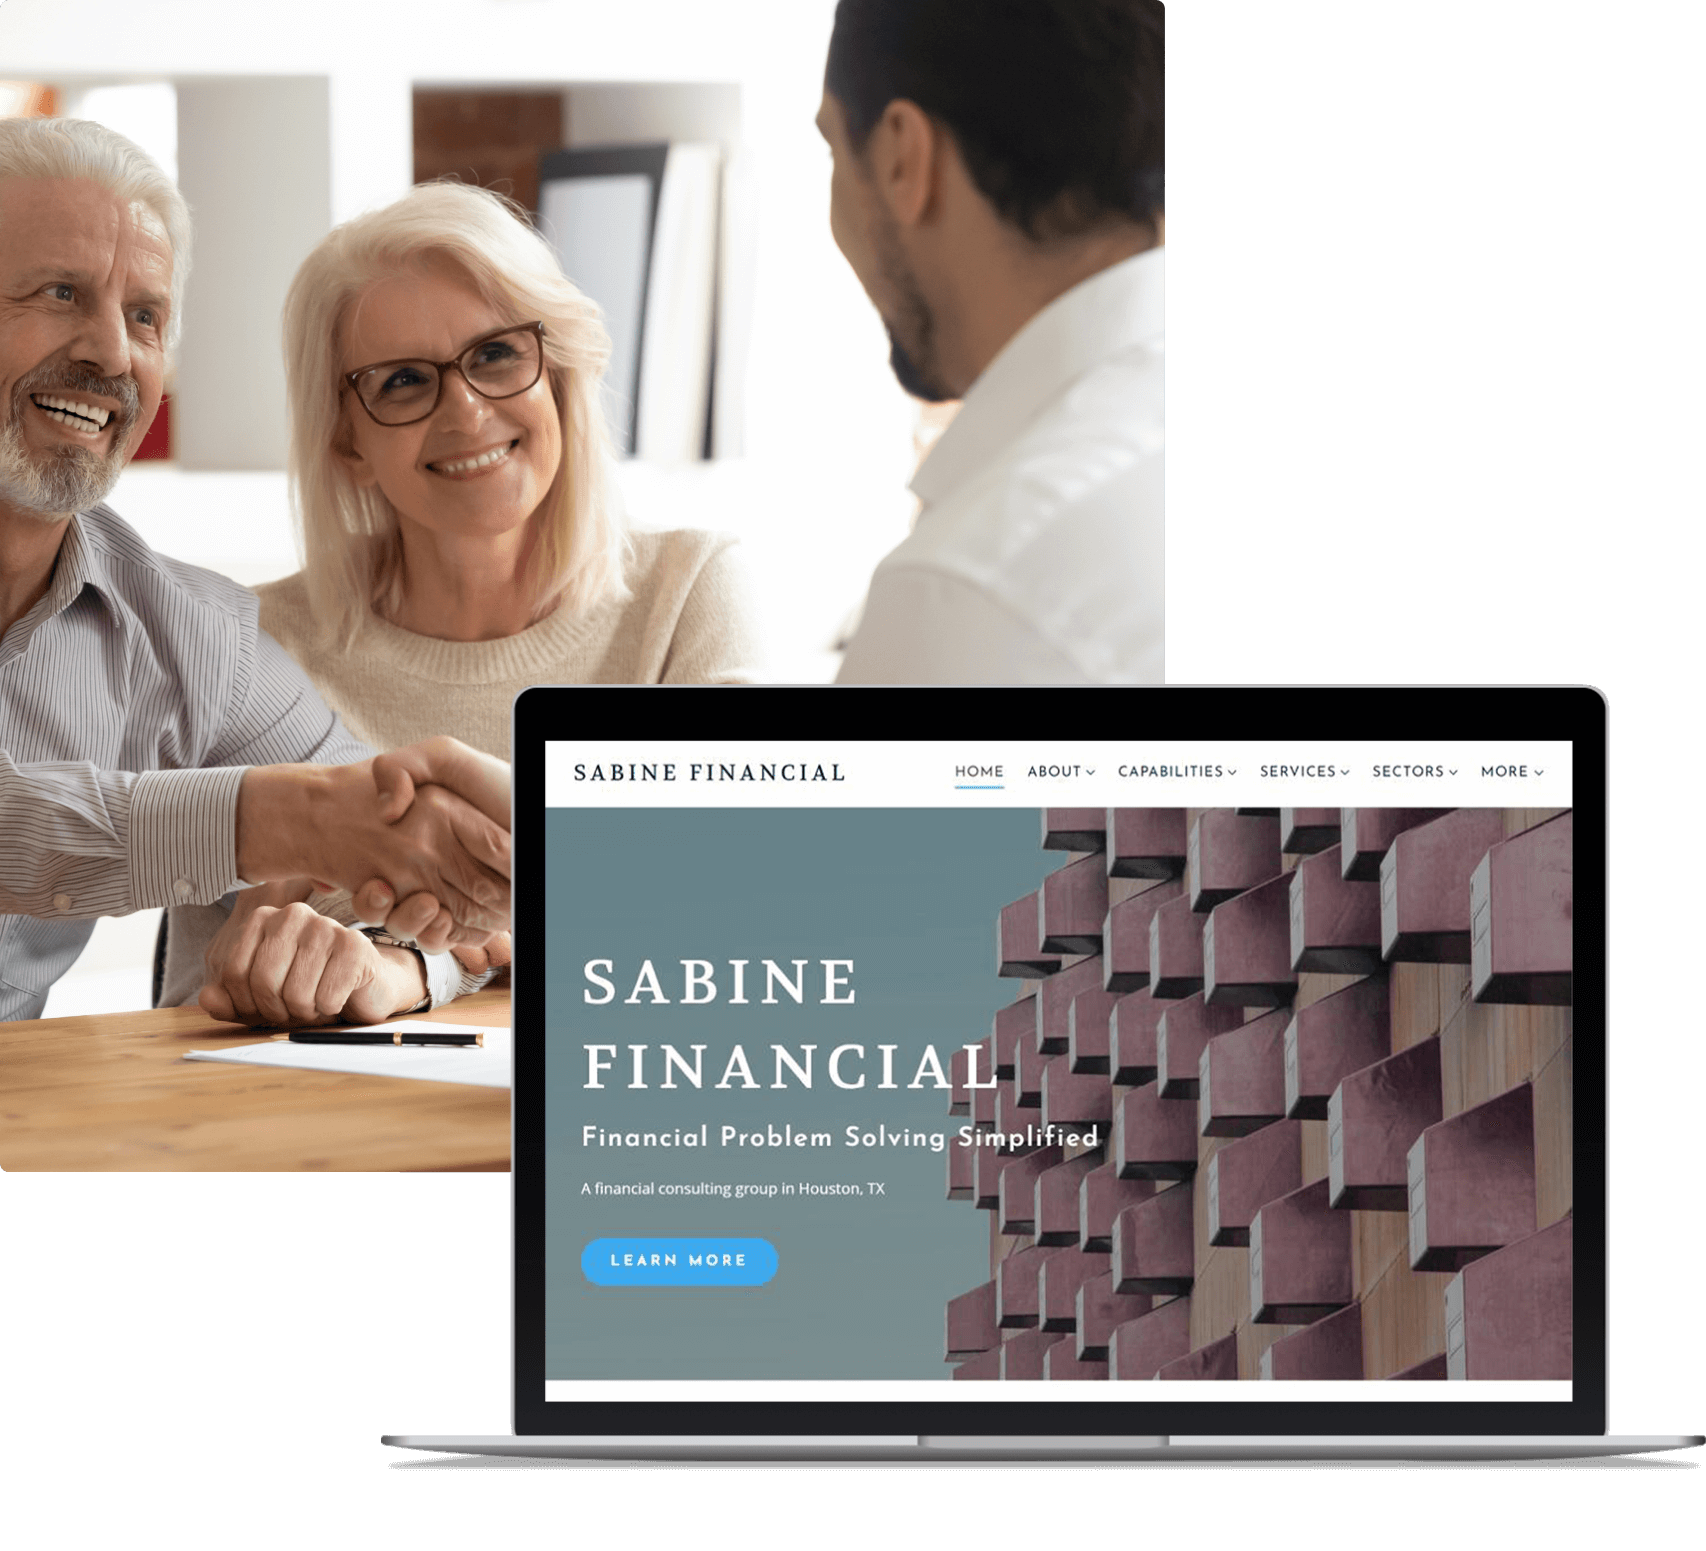 SABINE FINANCIAL
HOME ABOUT CAPABILITIES SERVICES SECTORS MORE
SABINE
FINANCIAL
Financial Problem Solving Simplified
A financial consulting group in Houston, TX
LEARN MORE